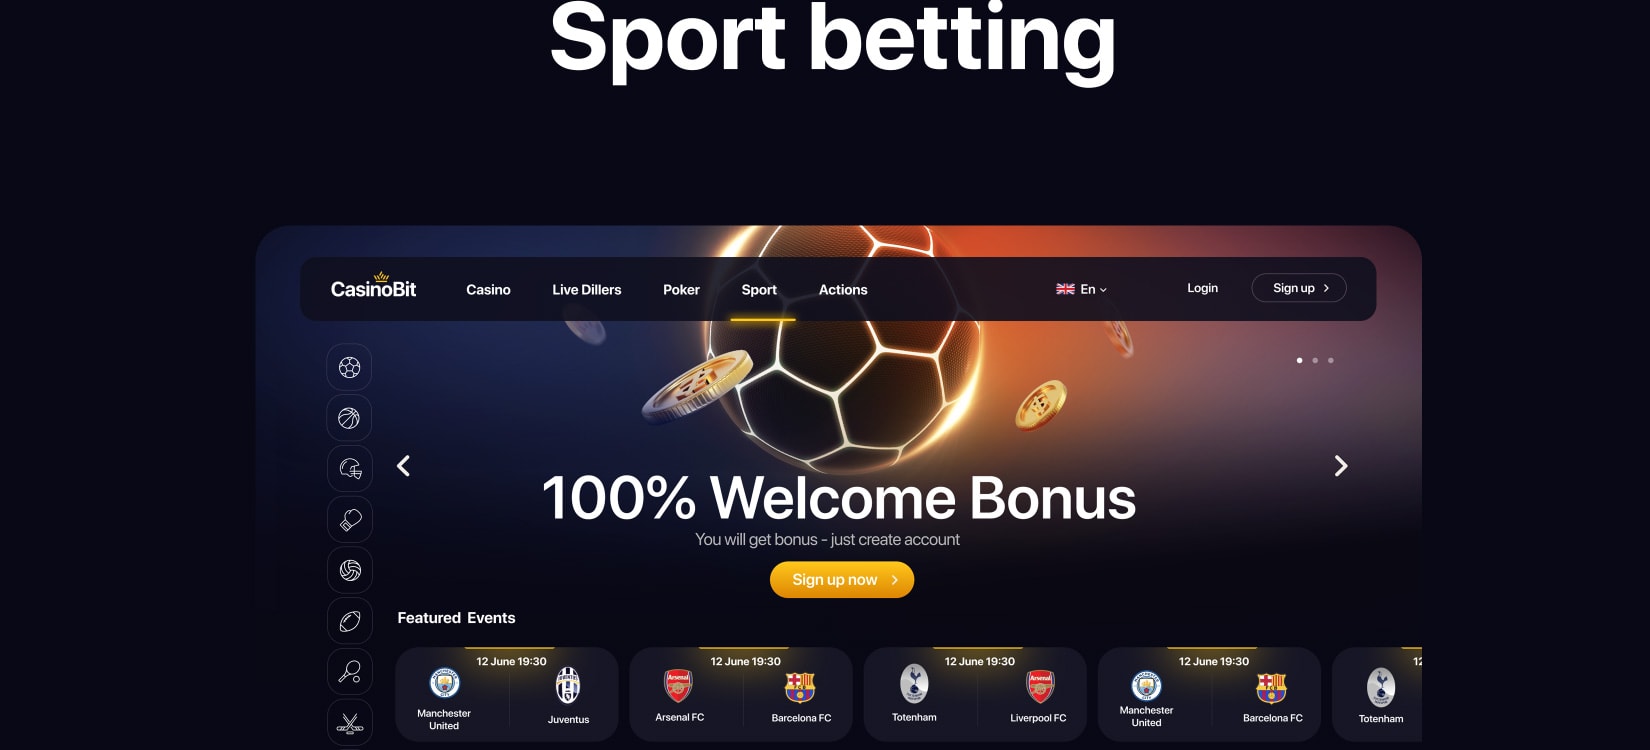 Sport betting
CasinoBit
Casino
Live Dillers
Poker
Sport
Actions
En
Login
Sign up
100% Welcome Bonus
You will get bonus - just create account
Sign up now
Featured Events
12 June 19:30
Manchester
United
Juventus
12 June 19:30
Arsenal FC
Barcelona FC
12 June 19:30
Totenham
Liverpool FC
12 June 19:30
Manchester
United
Barcelona FC
12
Totenham